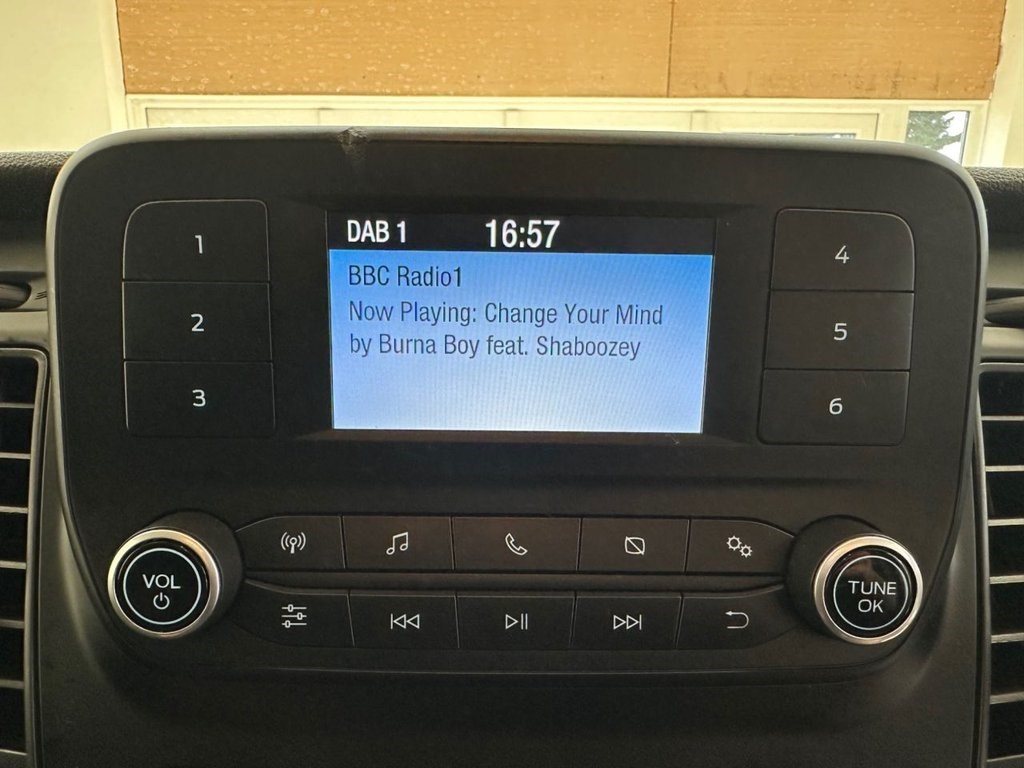 DAB 1 16:57
BBC Radio1
Now Playing: Change Your Mind
by Burna Boy feat. Shaboozey
1
2
3
4
5
6
VOL
TUNE
OK